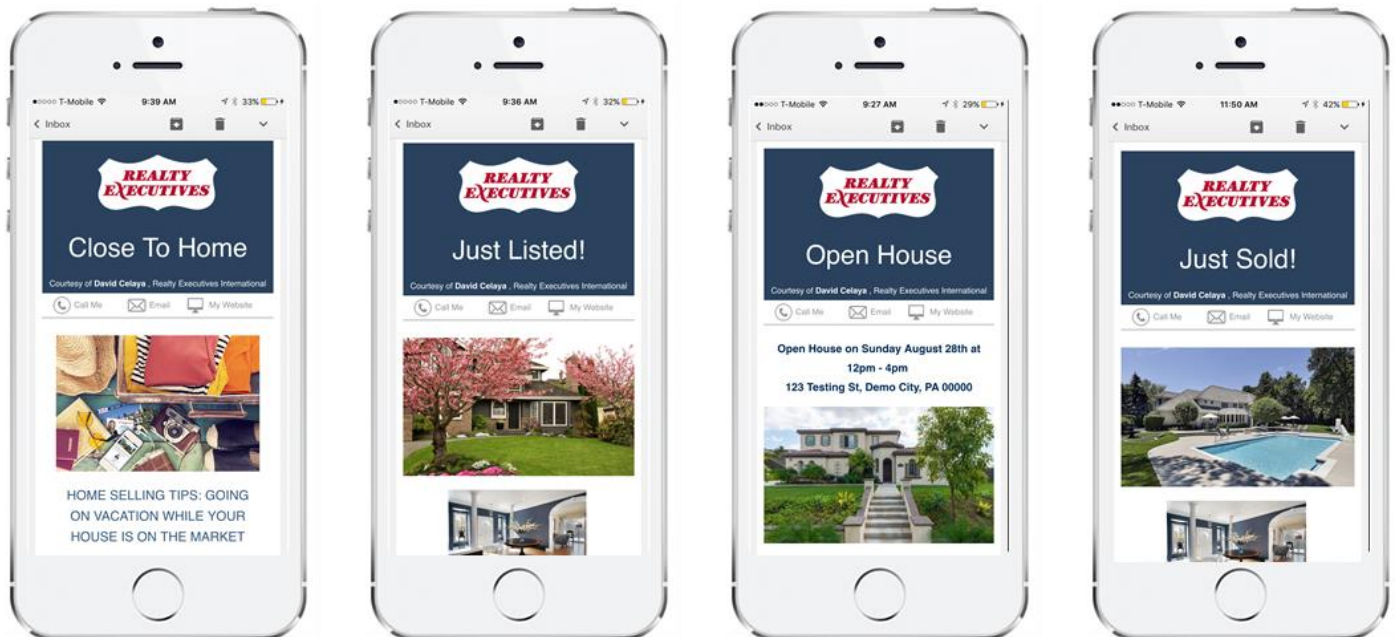 T-Mobile 9:39 AM 33%
Inbox
REALTY
EXECUTIVES
Close To Home
Courtesy of David Celaya , Realty Executives International
Call Me Email My Website
HOME SELLING TIPS: GOING
ON VACATION WHILE YOUR
HOUSE IS ON THE MARKET
T-Mobile 9:36 AM 32%
Inbox
REALTY
EXECUTIVES
Just Listed!
Courtesy of David Celaya , Realty Executives International
Call Me Email My Website
T-Mobile 9:27 AM 29%
Inbox
REALTY
EXECUTIVES
Open House
Courtesy of David Celaya , Realty Executives International
Call Me Email My Website
Open House on Sunday August 28th at
12pm - 4pm
123 Testing St, Demo City, PA 00000
T-Mobile 11:50 AM 42%
Inbox
REALTY
EXECUTIVES
Just Sold!
Courtesy of David Celaya , Realty Executives International
Call Me Email My Website